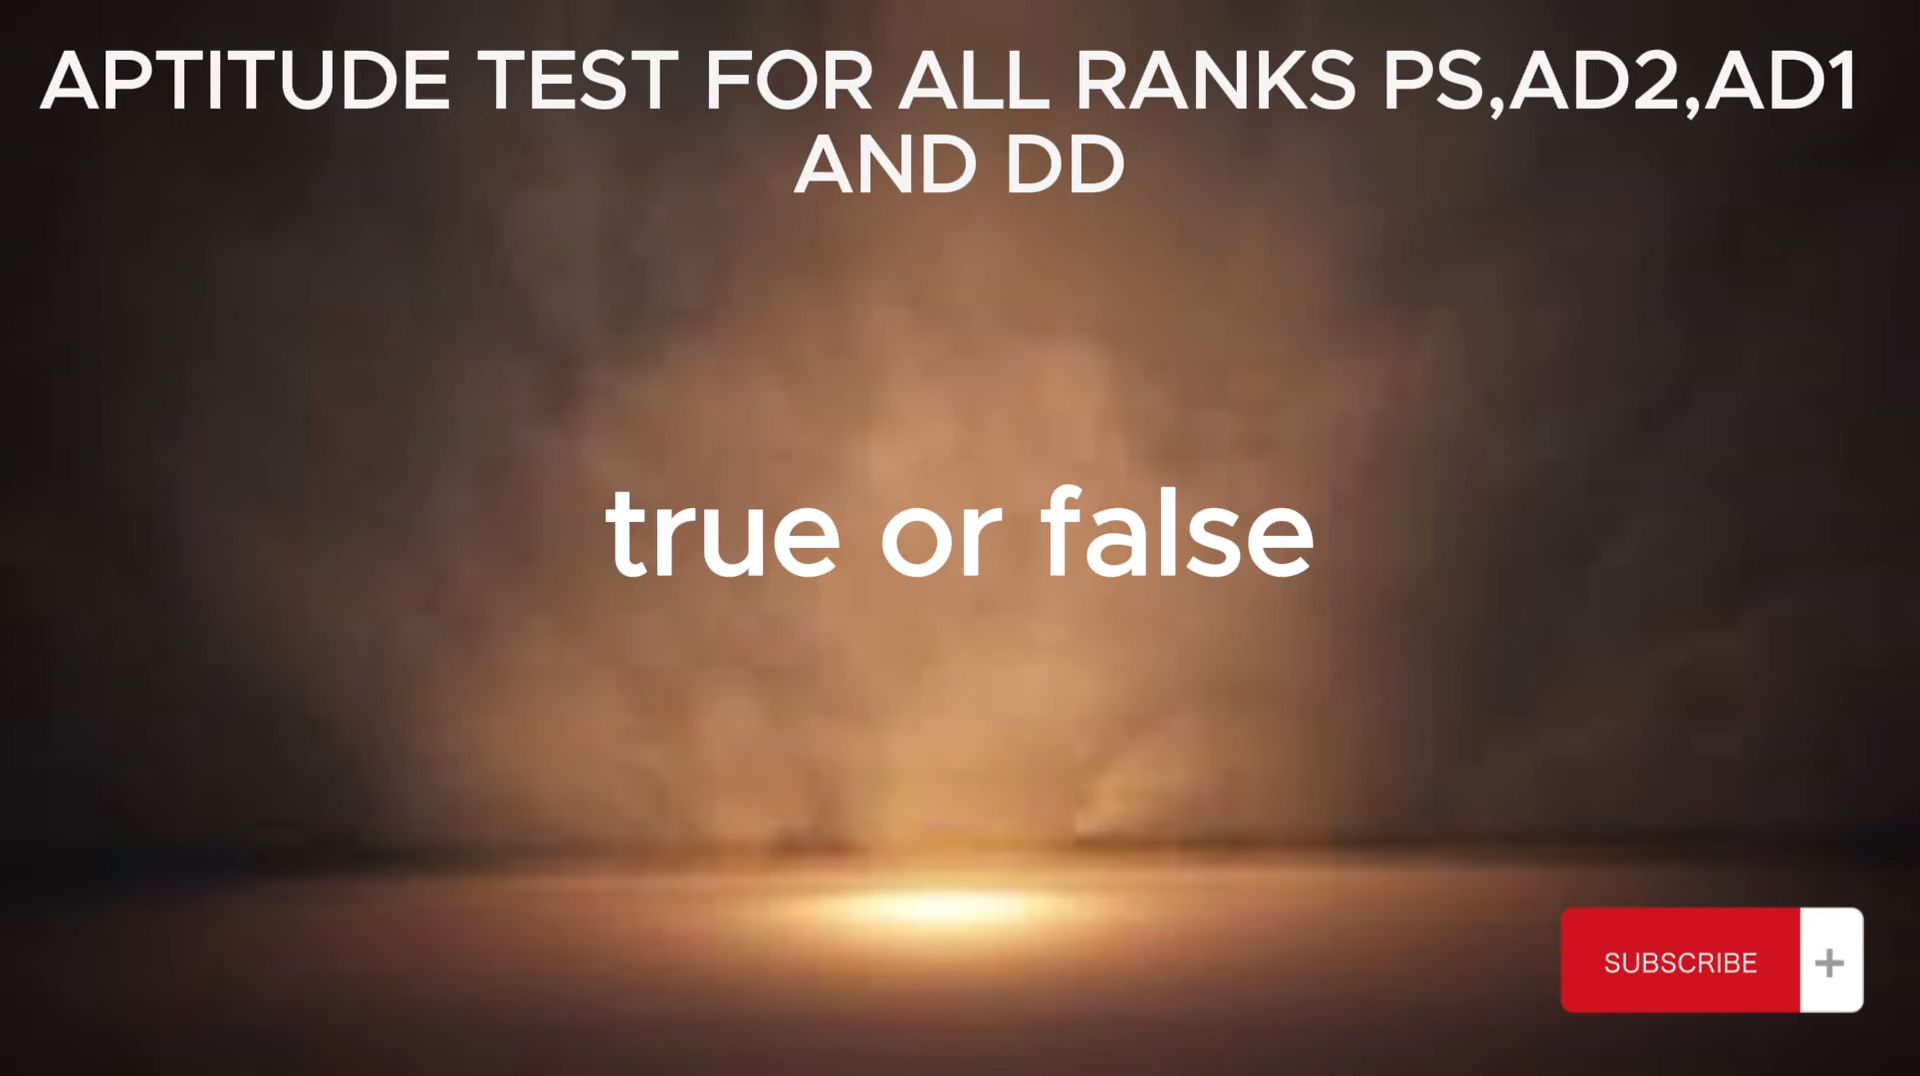 APTITUDE TEST FOR ALL RANKS PS,AD2,AD1
AND DD
true or false
SUBSCRIBE +